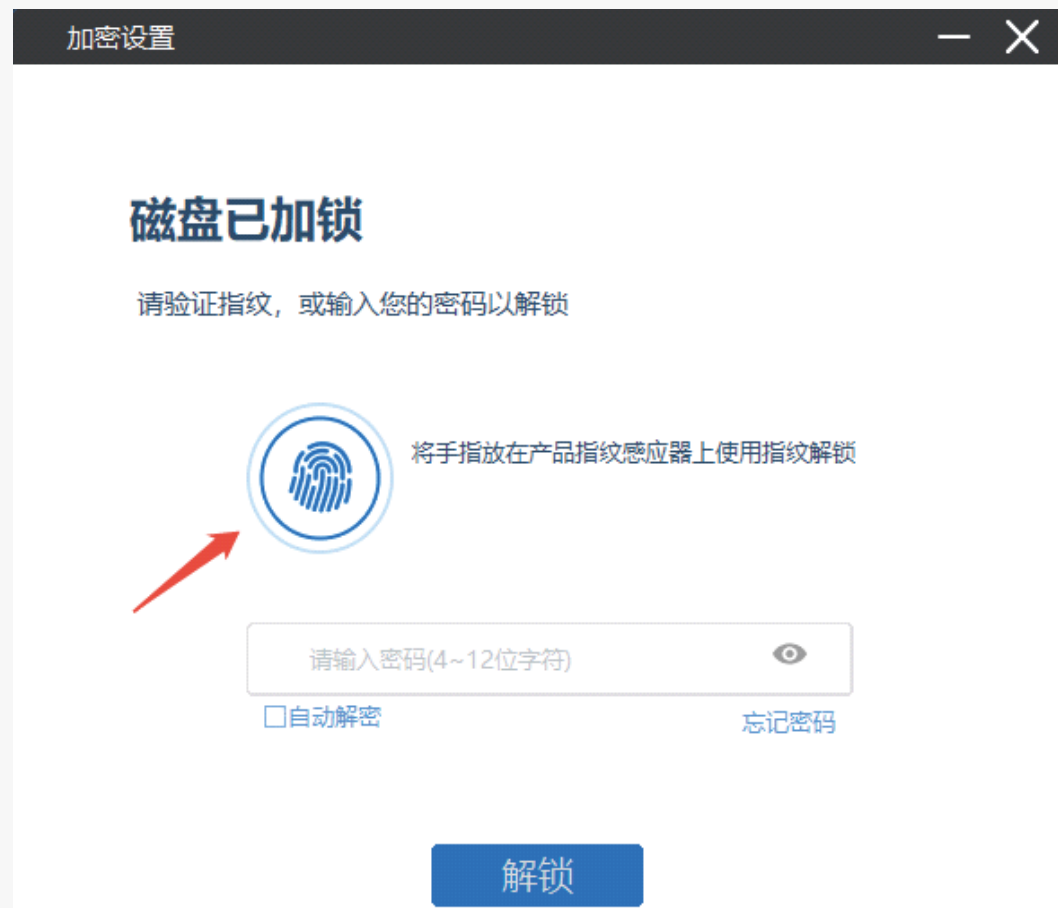 加密设置
磁盘已加锁
请验证指纹，或输入您的密码以解锁
将手指放在产品指纹感应器上使用指纹解锁
请输入密码(4~12位字符)
自动解密
忘记密码
解锁